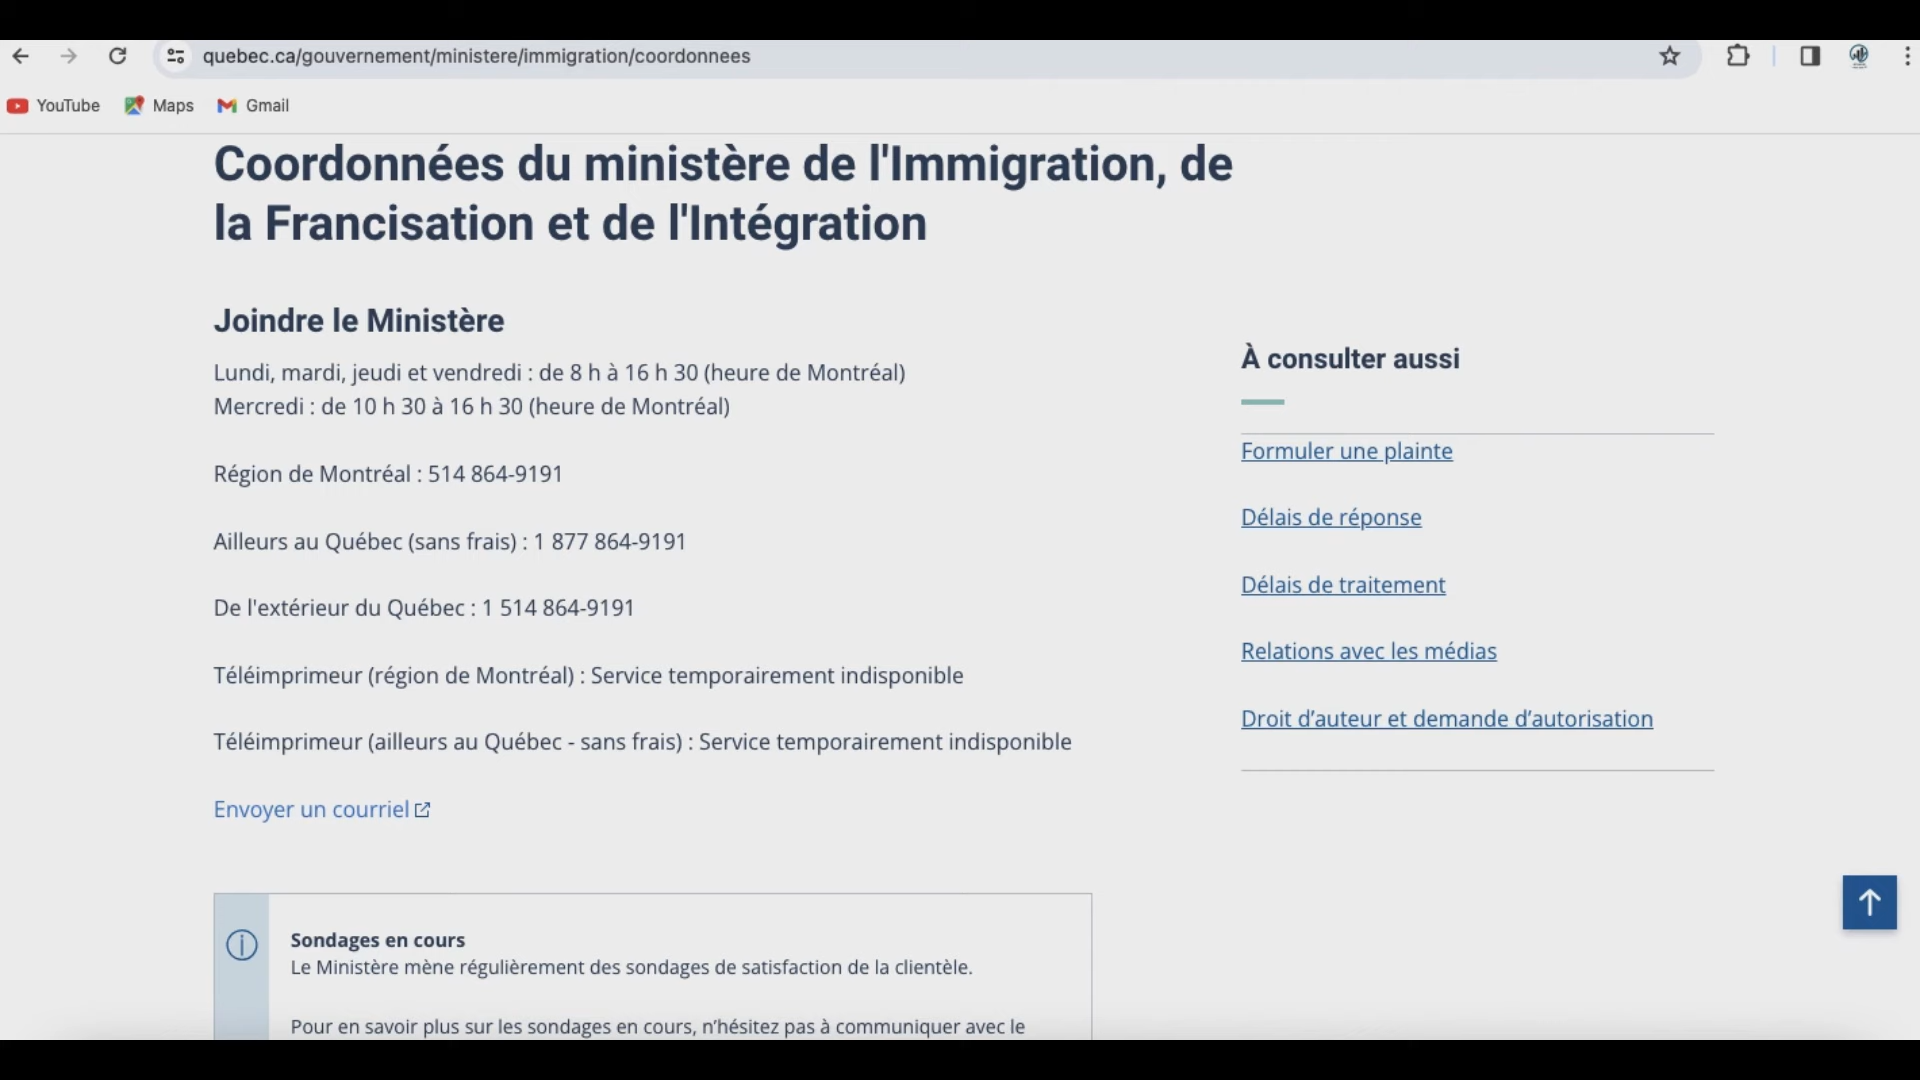 quebec.ca/gouvernement/ministere/immigration/coordonnees
YouTube Maps Gmail
Coordonnées du ministère de l'Immigration, de
la Francisation et de l'Intégration
Joindre le Ministère
Lundi, mardi, jeudi et vendredi : de 8 h à 16 h 30 (heure de Montréal)
Mercredi : de 10 h 30 à 16 h 30 (heure de Montréal)
Région de Montréal : 514 864-9191
Ailleurs au Québec (sans frais) : 1 877 864-9191
De l'extérieur du Québec : 1 514 864-9191
Téléimprimeur (région de Montréal) : Service temporairement indisponible
Téléimprimeur (ailleurs au Québec - sans frais) : Service temporairement indisponible
Envoyer un courriel
Sondages en cours
Le Ministère mène régulièrement des sondages de satisfaction de la clientèle.
Pour en savoir plus sur les sondages en cours, n'hésitez pas à communiquer avec le
À consulter aussi
Formuler une plainte
Délais de réponse
Délais de traitement
Relations avec les médias
Droit d’auteur et demande d’autorisation